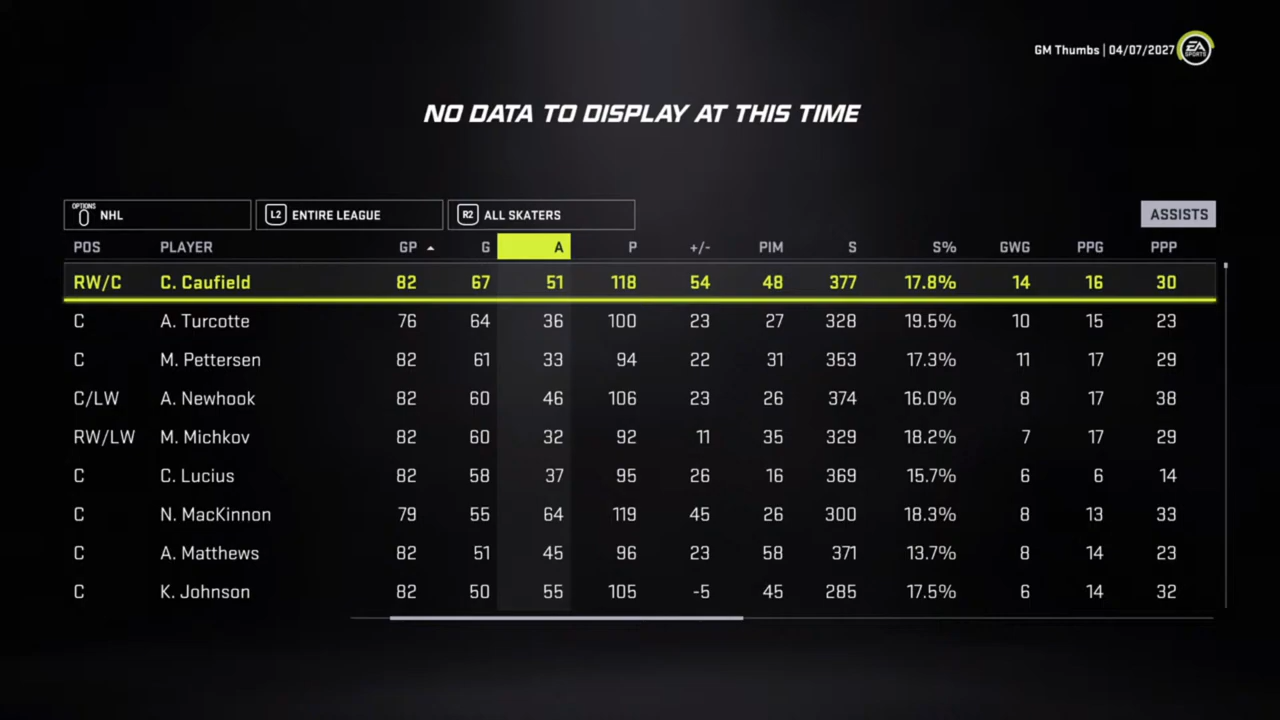 GM Thumbs | 04/07/2027 EA SPORTS
NO DATA TO DISPLAY AT THIS TIME
OPTIONS NHL L2 ENTIRE LEAGUE R2 ALL SKATERS ASSISTS
POS PLAYER GP G A P +/- PIM S S% GWG PPG PPP
RW/C C. Caufield 82 67 51 118 54 48 377 17.8% 14 16 30
C A. Turcotte 76 64 36 100 23 27 328 19.5% 10 15 23
C M. Pettersen 82 61 33 94 22 31 353 17.3% 11 17 29
C/LW A. Newhook 82 60 46 106 23 26 374 16.0% 8 17 38
RW/LW M. Michkov 82 60 32 92 11 35 329 18.2% 7 17 29
C C. Lucius 82 58 37 95 26 16 369 15.7% 6 6 14
C N. MacKinnon 79 55 64 119 45 26 300 18.3% 8 13 33
C A. Matthews 82 51 45 96 23 58 371 13.7% 8 14 23
C K. Johnson 82 50 55 105 -5 45 285 17.5% 6 14 32